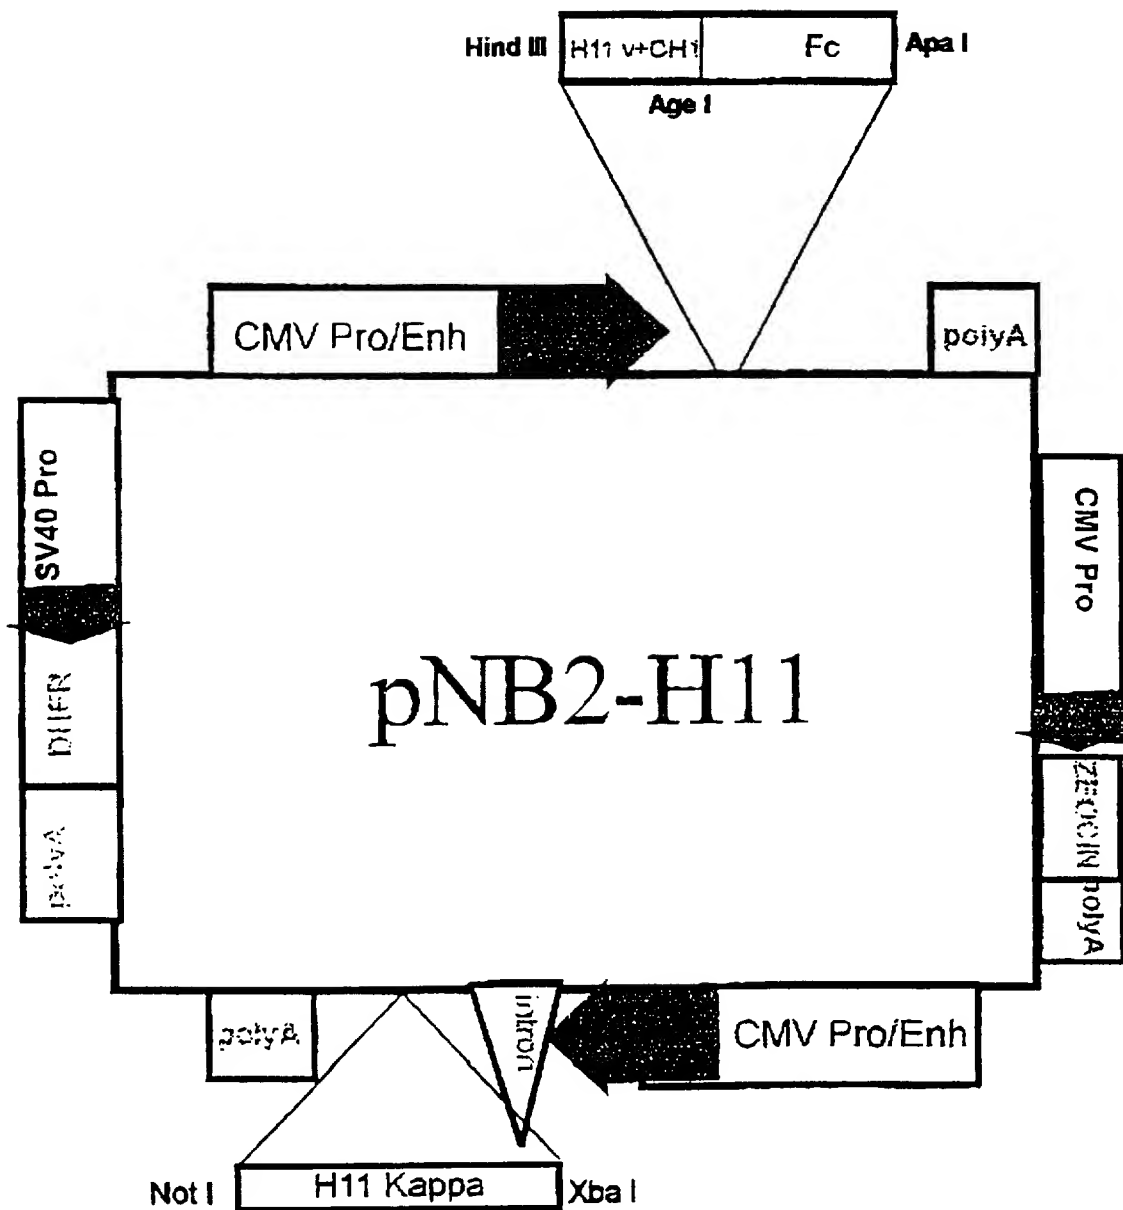 Hind III
H11 v+CH1
Fc
Apa I
Age I
CMV Pro/Enh
polyA
SV40 Pro
CMV Pro
pNB2-H11
DHFR
ZEOCIN
polyA
polyA
polyA
intron
CMV Pro/Enh
Not I
H11 Kappa
Xba I